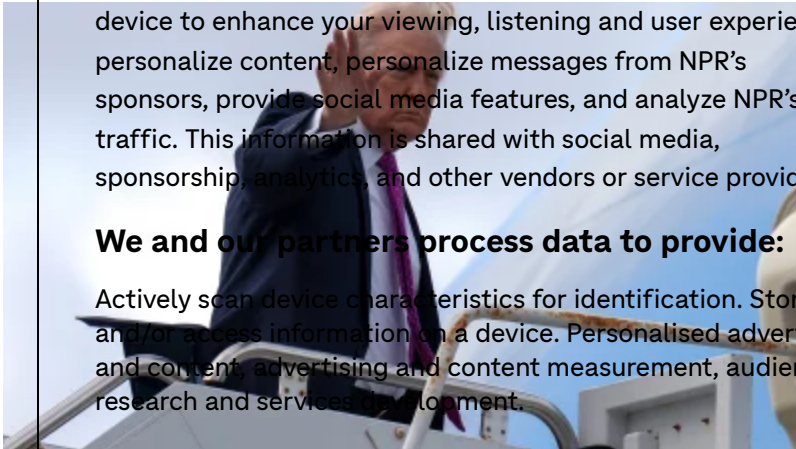 device to enhance your viewing, listening and user experie
personalize content, personalize messages from NPR’s
sponsors, provide social media features, and analyze NPR’s
traffic. This information is shared with social media,
sponsorship, analytics, and other vendors or service provid
We and our partners process data to provide:
Actively scan device characteristics for identification. Stor
and/or access information on a device. Personalised advert
and content, advertising and content measurement, audien
research and services development.